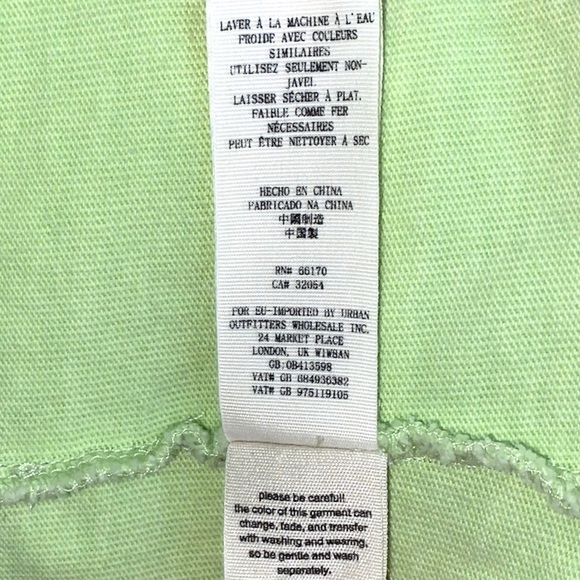 LAVER À LA MACHINE À L'EAU
FROIDE AVEC COULEURS
SIMILAIRES
UTILISEZ SEULEMENT NON-
JAVEL
LAISSER SÉCHER À PLAT.
FAIBLE COMME FER
NÉCESSAIRES
PEUT ÊTRE NETTOYER À SEC
HECHO EN CHINA
FABRICADO NA CHINA
中國制造
中国製
RN# 66170
CA# 32054
FOR EU-IMPORTED BY URBAN
OUTFITTERS WHOLESALE INC.
24 MARKET PLACE
LONDON, UK W1W8AN
GB:0B413598
VAT# GB 684936382
VAT# GB 975119105
please be careful!
the color of this garment can
change, fade, and transfer
with washing and wearing,
so be gentle and wash
separately.